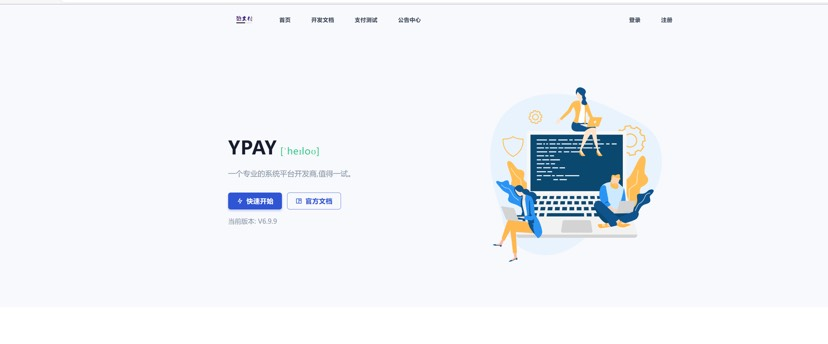 首页 开发文档 支付测试 公告中心 登录 注册
YPAY [ˈheɪloʊ]
一个专业的系统平台开发商,值得一试。
快速开始 官方文档
当前版本: V6.9.9